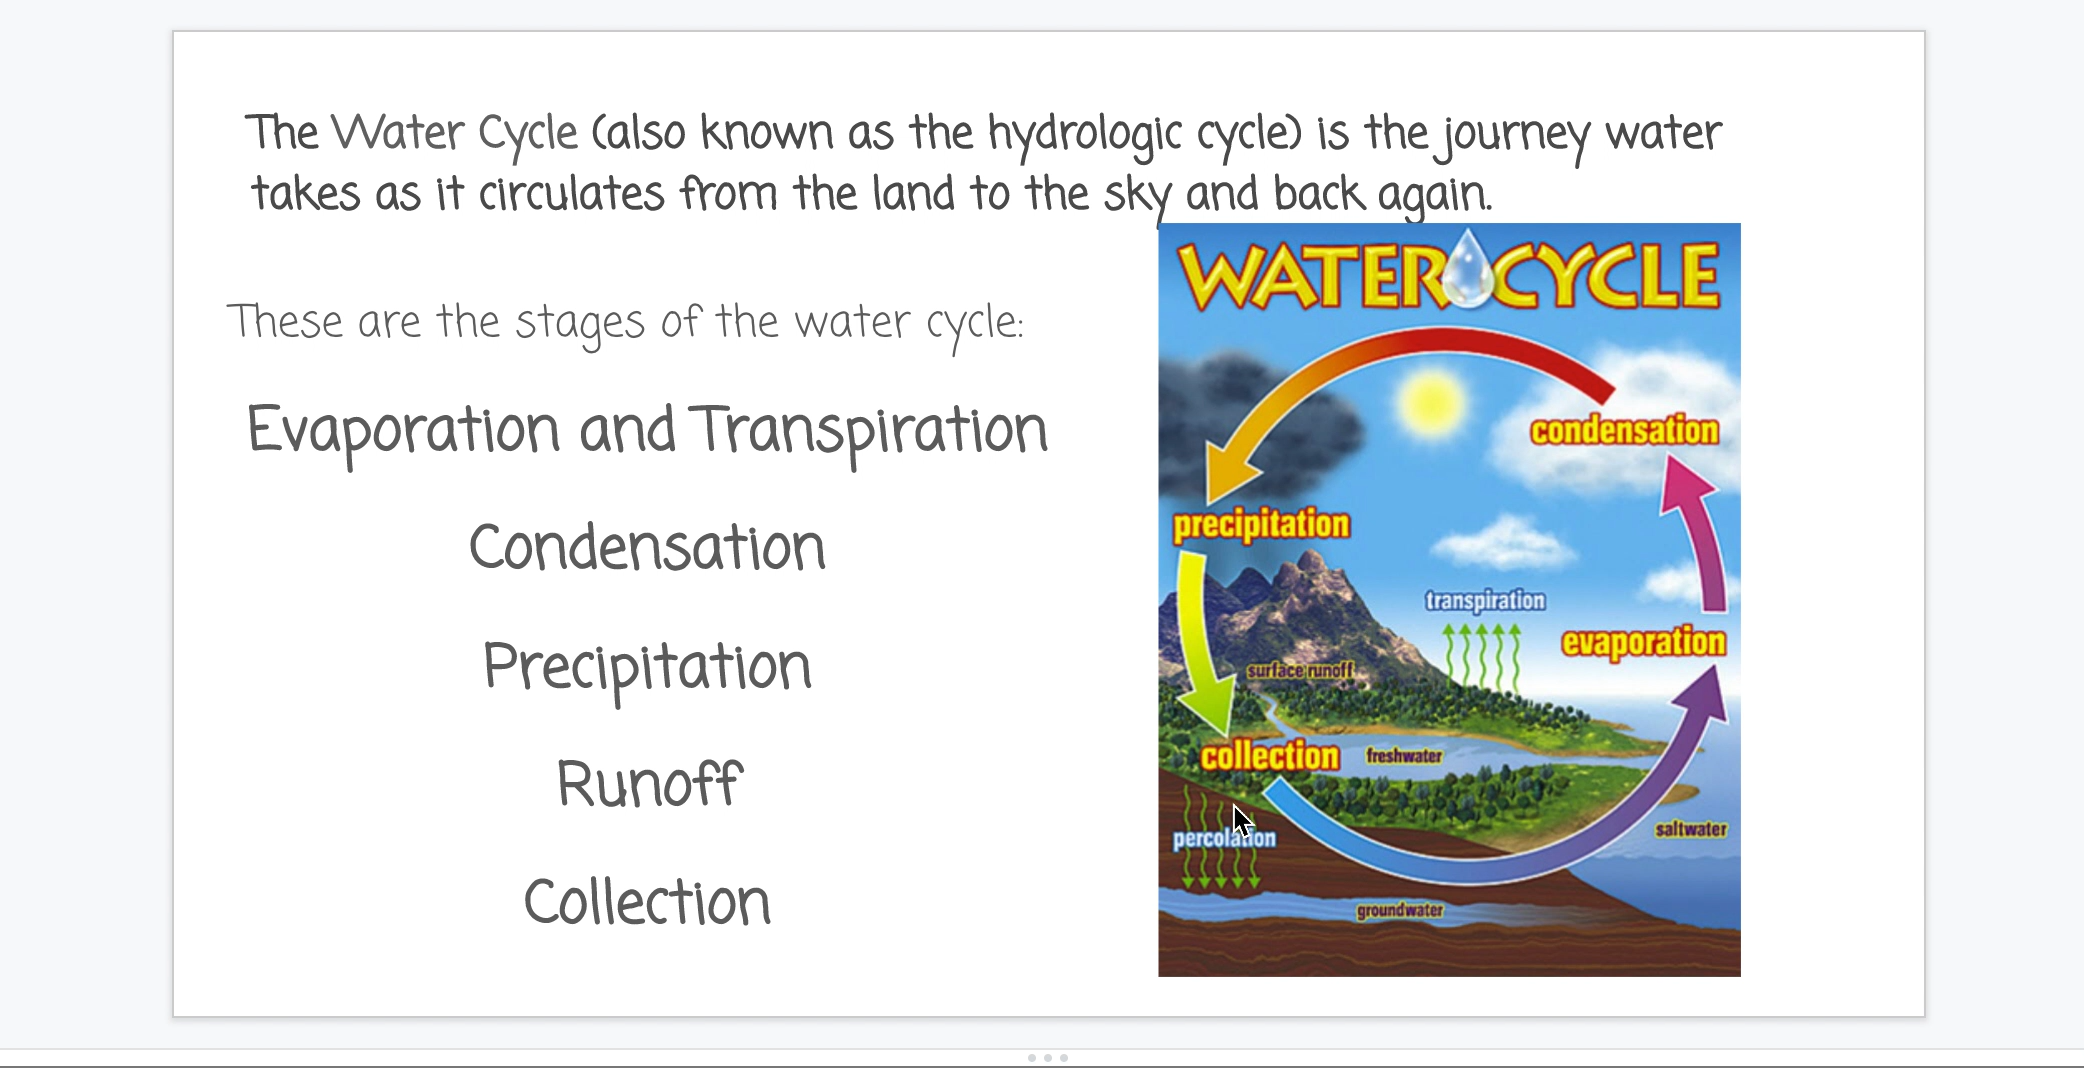 The Water Cycle (also known as the hydrologic cycle) is the journey water
takes as it circulates from the land to the sky and back again.
These are the stages of the water cycle:
Evaporation and Transpiration
Condensation
Precipitation
Runoff
Collection
WATER CYCLE
condensation
precipitation
transpiration
evaporation
surface runoff
collection
freshwater
saltwater
percolation
groundwater